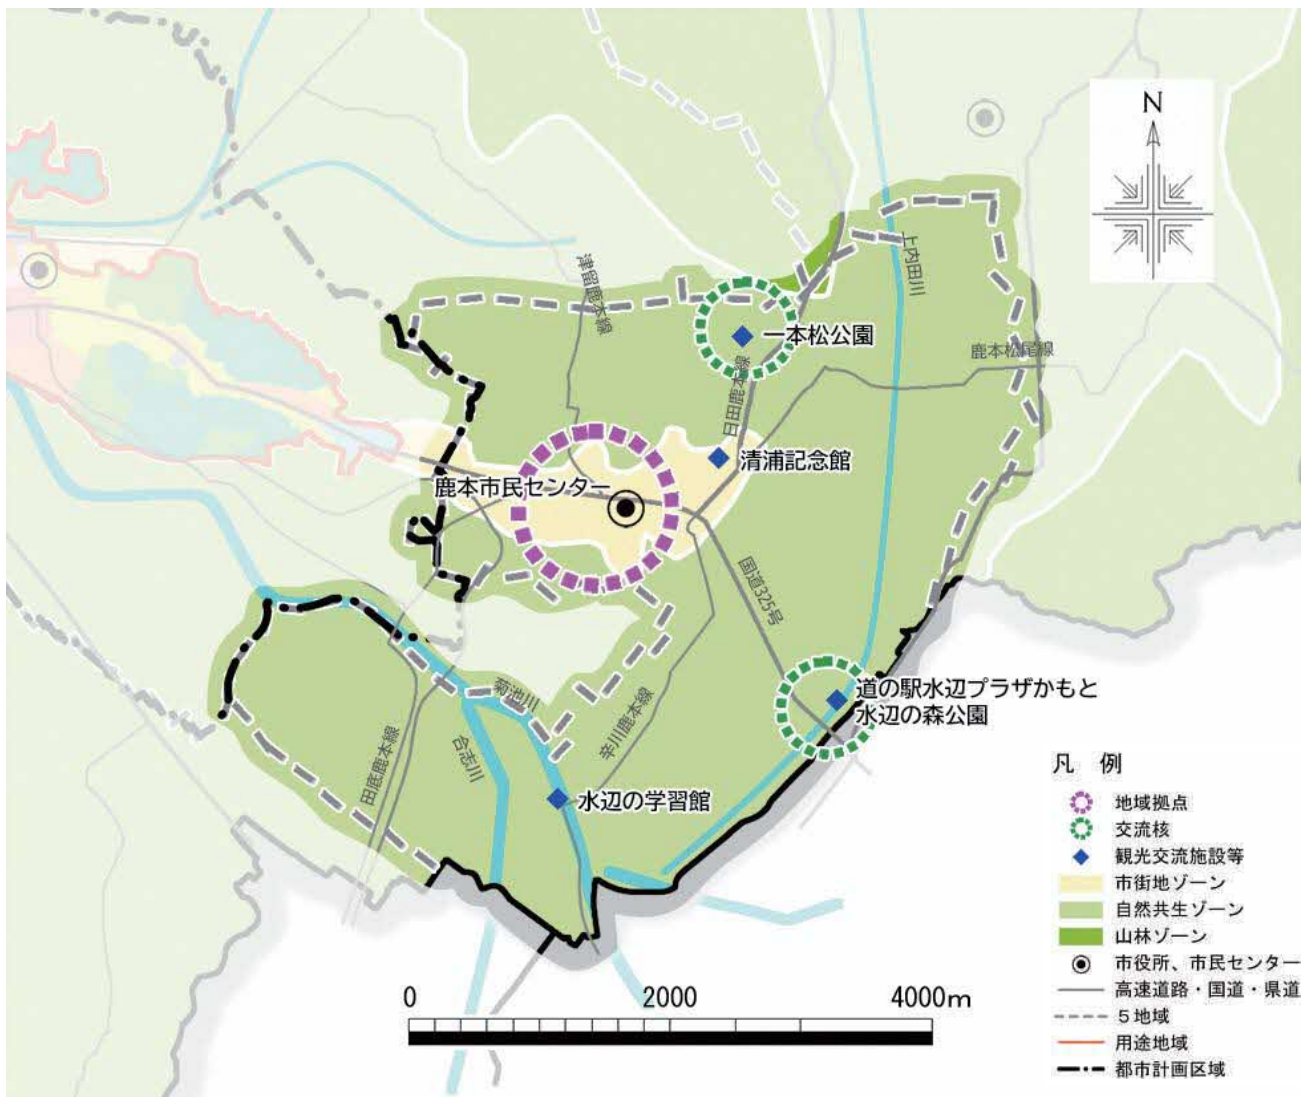 N
津留鹿本線
上内田川
一本松公園
鹿本松尾線
日田鹿本線
清浦記念館
鹿本市民センター
国道325号
菊池川
道の駅水辺プラザかもと
水辺の森公園
辛川鹿本線
合志川
田底鹿本線
水辺の学習館
凡 例
地域拠点
交流核
観光交流施設等
市街地ゾーン
自然共生ゾーン
山林ゾーン
市役所、市民センター
高速道路・国道・県道
5地域
用途地域
都市計画区域
0 2000 4000m